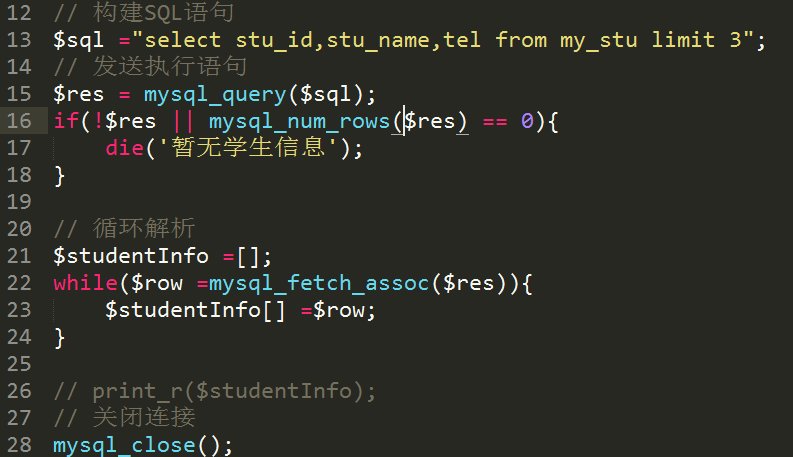 12 // 构建SQL语句
13 $sql ="select stu_id,stu_name,tel from my_stu limit 3";
14 // 发送执行语句
15 $res = mysql_query($sql);
16 if(!$res || mysql_num_rows($res) == 0){
17     die('暂无学生信息');
18 }
19
20 // 循环解析
21 $studentInfo =[];
22 while($row =mysql_fetch_assoc($res)){
23     $studentInfo[] =$row;
24 }
25
26 // print_r($studentInfo);
27 // 关闭连接
28 mysql_close();